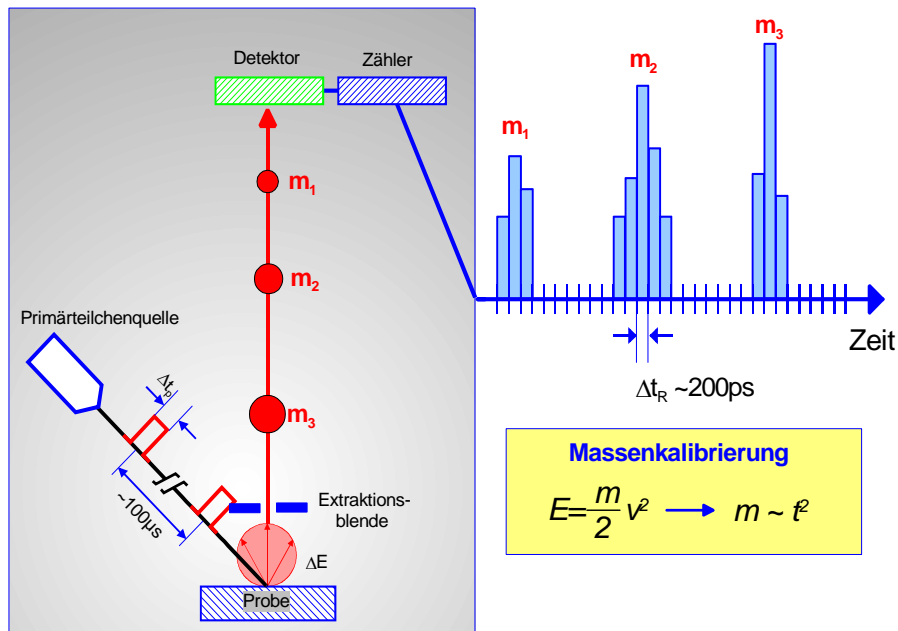 Detektor
Zähler
m₁
m₂
m₃
Primärteilchenquelle
Δtₚ
~100µs
Extraktions-
blende
ΔE
Probe
m₁
m₂
m₃
Zeit
Δt_R ~200ps
Massenkalibrierung
E=m/2 v² → m ~ t²